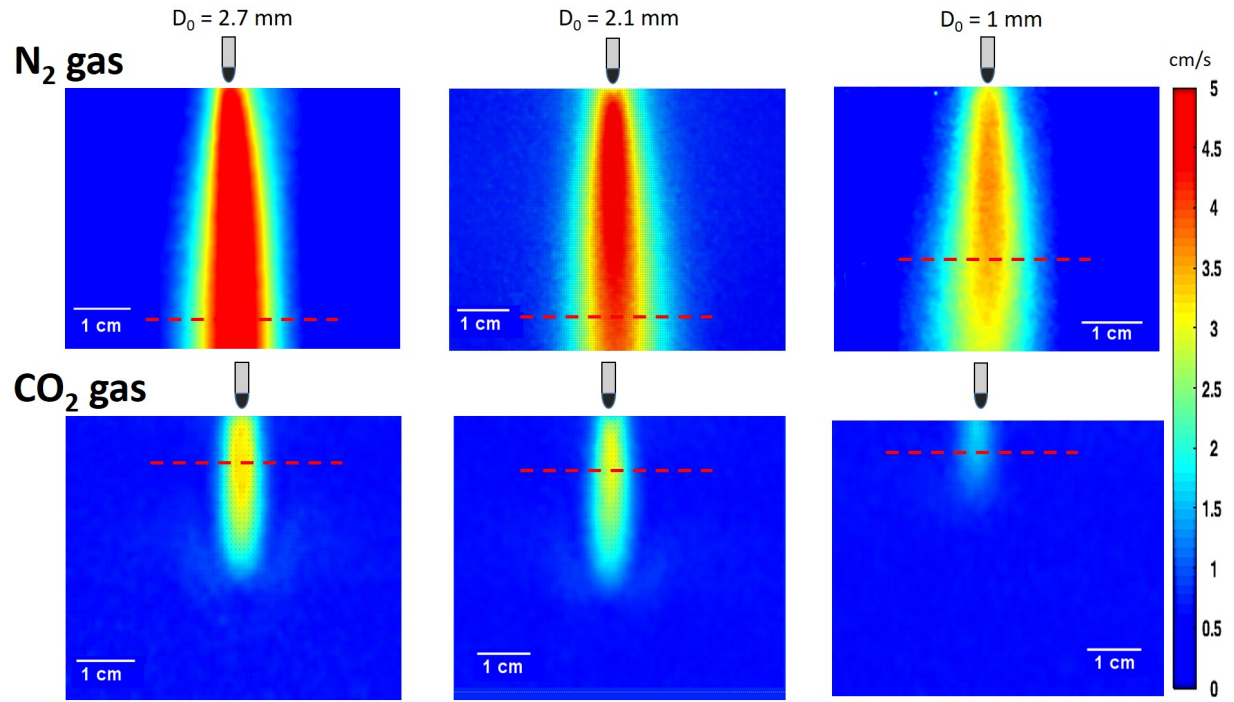 D₀ = 2.7 mm
D₀ = 2.1 mm
D₀ = 1 mm
N₂ gas
cm/s
5
4.5
4
3.5
3
2.5
2
1.5
1
0.5
0
1 cm
1 cm
1 cm
CO₂ gas
1 cm
1 cm
1 cm